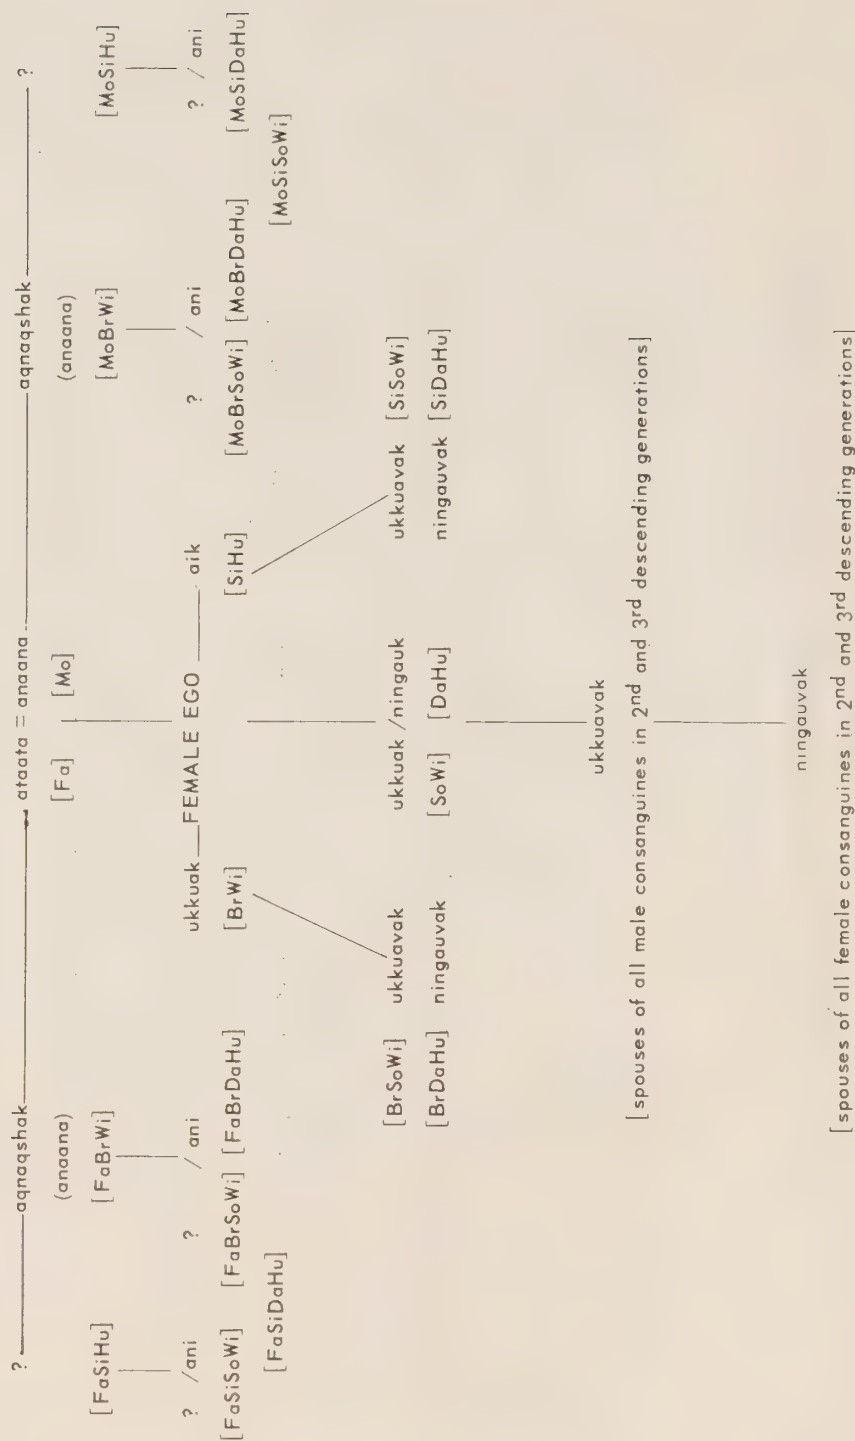 ? aqnaqshak ataata = anaana aqnaqshak ?
(anaana) [Fa] [Mo] (anaana)
[FaSiHu] [FaBrWi] [MoBrWi] [MoSiHu]
? /ani ? / ani ukkuak FEMALE EGO aik ? / ani ? / ani
[FaSiSoWi] [FaBrSoWi] [FaBrDaHu] [BrWi] [SiHu] [MoBrSoWi] [MoBrDaHu] [MoSiDaHu]
[FaSiDaHu] [MoSiSoWi]
[BrSoWi] ukkuavak ukkuak /ningauk ukkuavak [SiSoWi]
[BrDaHu] ningauvak [SoWi] [DaHu] ningauvak [SiDaHu]
ukkuavak
[spouses of all male consanguines in 2nd and 3rd descending generations]
ningauvak
[spouses of all female consanguines in 2nd and 3rd descending generations]